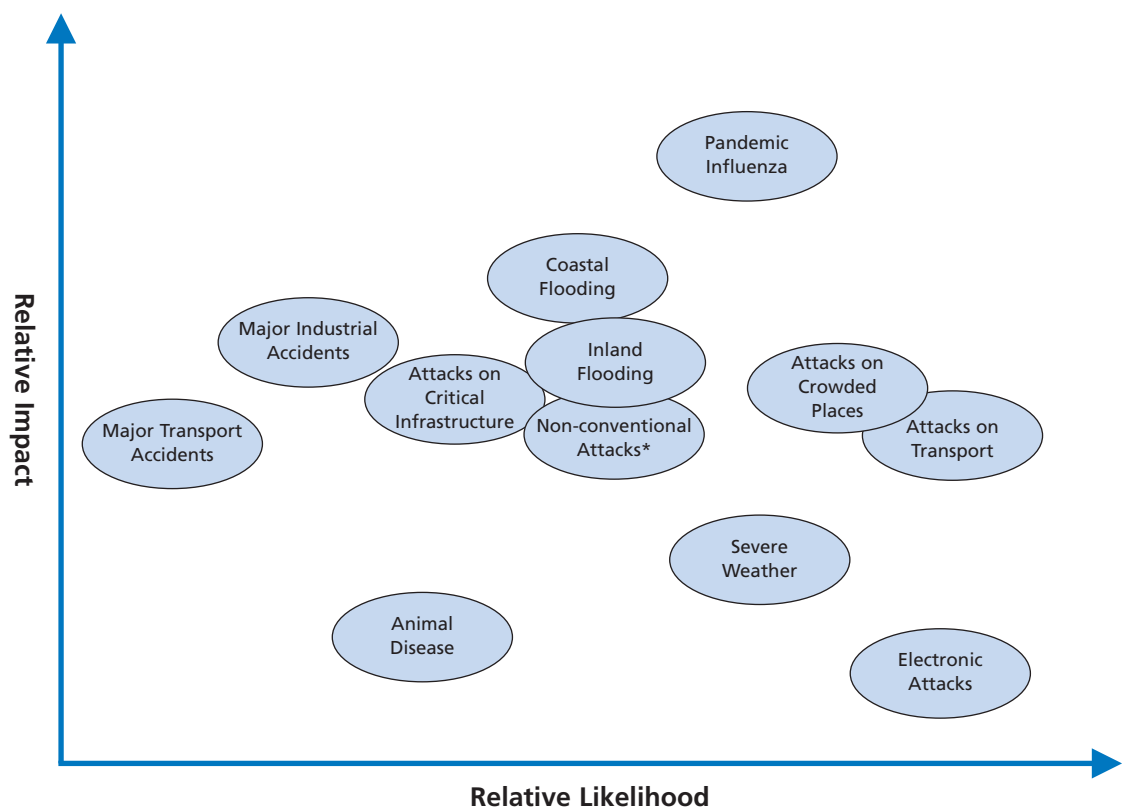 Pandemic
Influenza
Coastal
Flooding
Major Industrial
Accidents
Inland
Flooding
Attacks on
Critical
Infrastructure
Attacks on
Crowded
Places
Major Transport
Accidents
Non-conventional
Attacks*
Attacks on
Transport
Severe
Weather
Animal
Disease
Electronic
Attacks
Relative Impact
Relative Likelihood